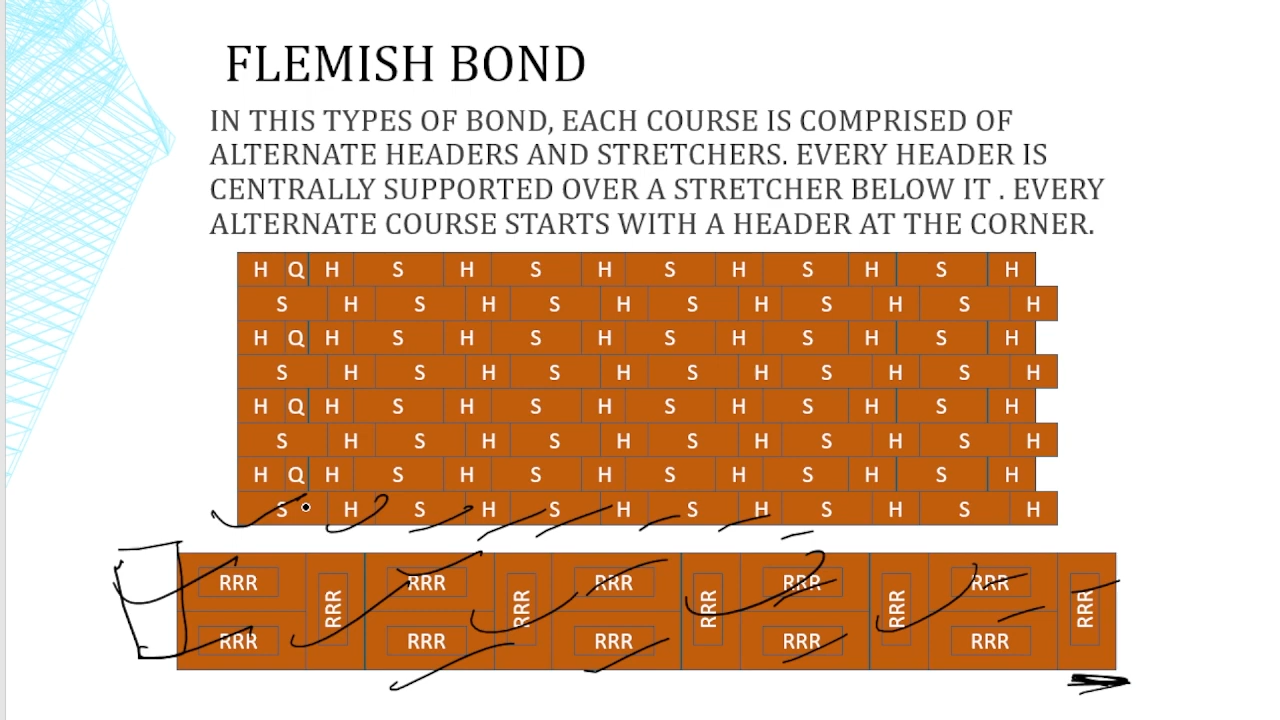 FLEMISH BOND
IN THIS TYPES OF BOND, EACH COURSE IS COMPRISED OF
ALTERNATE HEADERS AND STRETCHERS. EVERY HEADER IS
CENTRALLY SUPPORTED OVER A STRETCHER BELOW IT . EVERY
ALTERNATE COURSE STARTS WITH A HEADER AT THE CORNER.
H Q H S H S H S H S H S H
S H S H S H S H S H S H
H Q H S H S H S H S H S H
S H S H S H S H S H S H
H Q H S H S H S H S H S H
S H S H S H S H S H S H
H Q H S H S H S H S H S H
S H S H S H S H S H S H
RRR RRR RRR RRR RRR
RRR RRR RRR RRR RRR
RRR RRR RRR RRR RRR